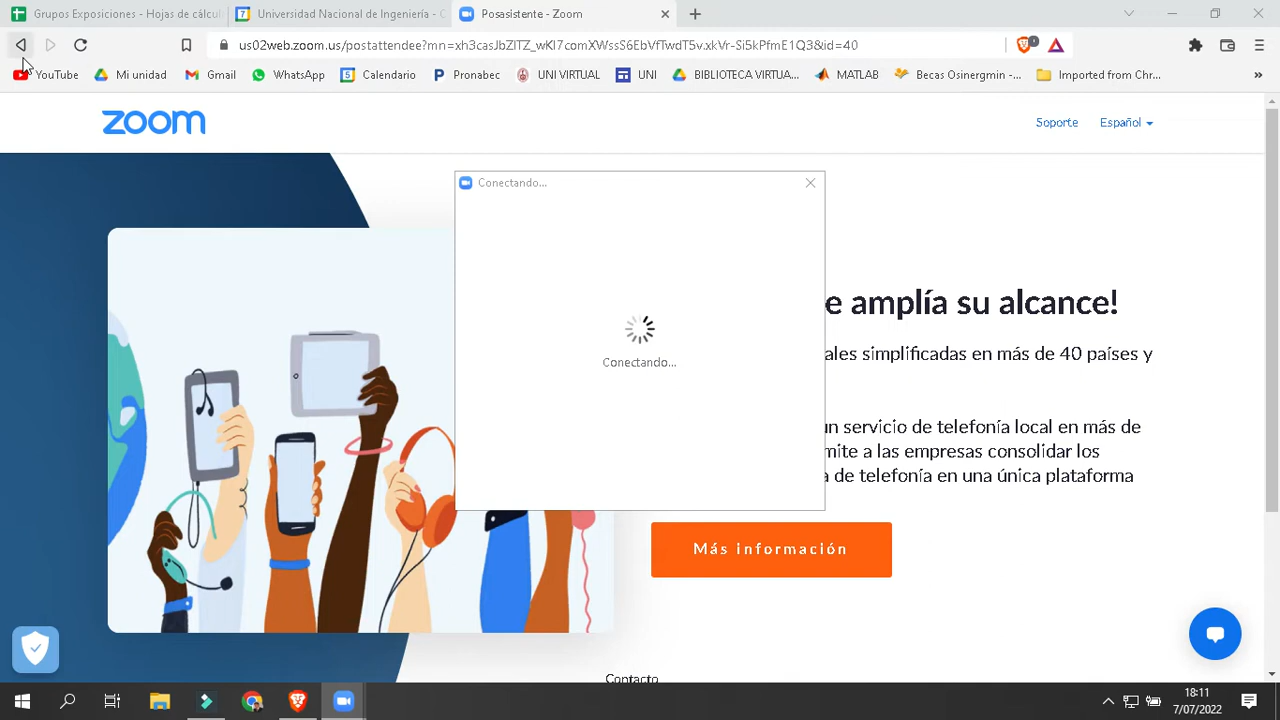 Grupos Exposiciones - Hojas de cálcul
Universidad Nacional de Ingeniería - C
Posasistente - Zoom
us02web.zoom.us/postattendee?mn=xh3casJbZITZ_wKI7comXWssS6EbVfTwdT5v.xkVr-Si5kPfmE1Q3&id=40
YouTube
Mi unidad
Gmail
WhatsApp
Calendario
Pronabec
UNI VIRTUAL
UNI
BIBLIOTECA VIRTUA...
MATLAB
Becas Osinergmin -...
Imported from Chr...
»
zoom
Soporte
Español
Conectando...
Conectando...
e amplía su alcance!
ales simplificadas en más de 40 países y
un servicio de telefonía local en más de
mite a las empresas consolidar los
a de telefonía en una única plataforma
Más información
Contacto
18:11
7/07/2022